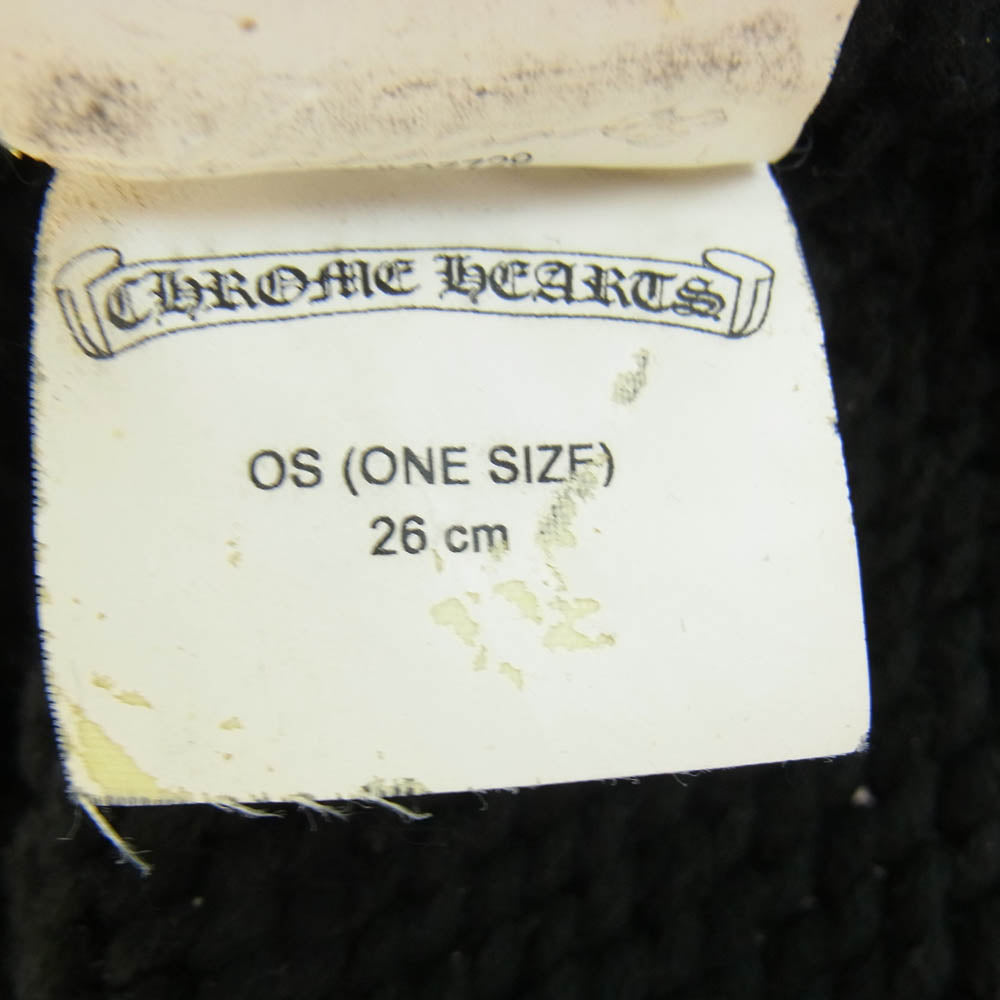 CHROME HEARTS
OS (ONE SIZE)
26 cm